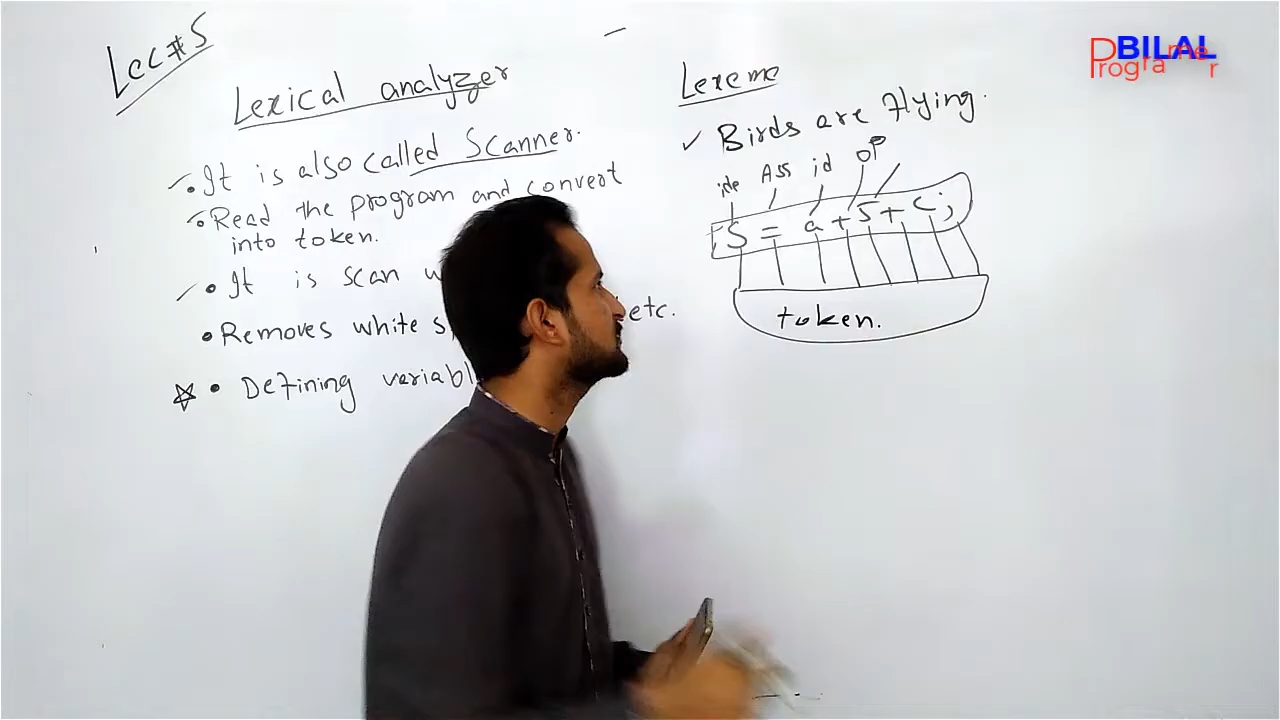 Lec #5
Lexical analyzer
• It is also called Scanner.
• Read the program and convert
into token.
• It is scan
• Removes white etc.
• Defining
Lexeme
Birds are flying.
ide Ass id op
S = a + 5 + c ;
token.
BILAL
Programmer